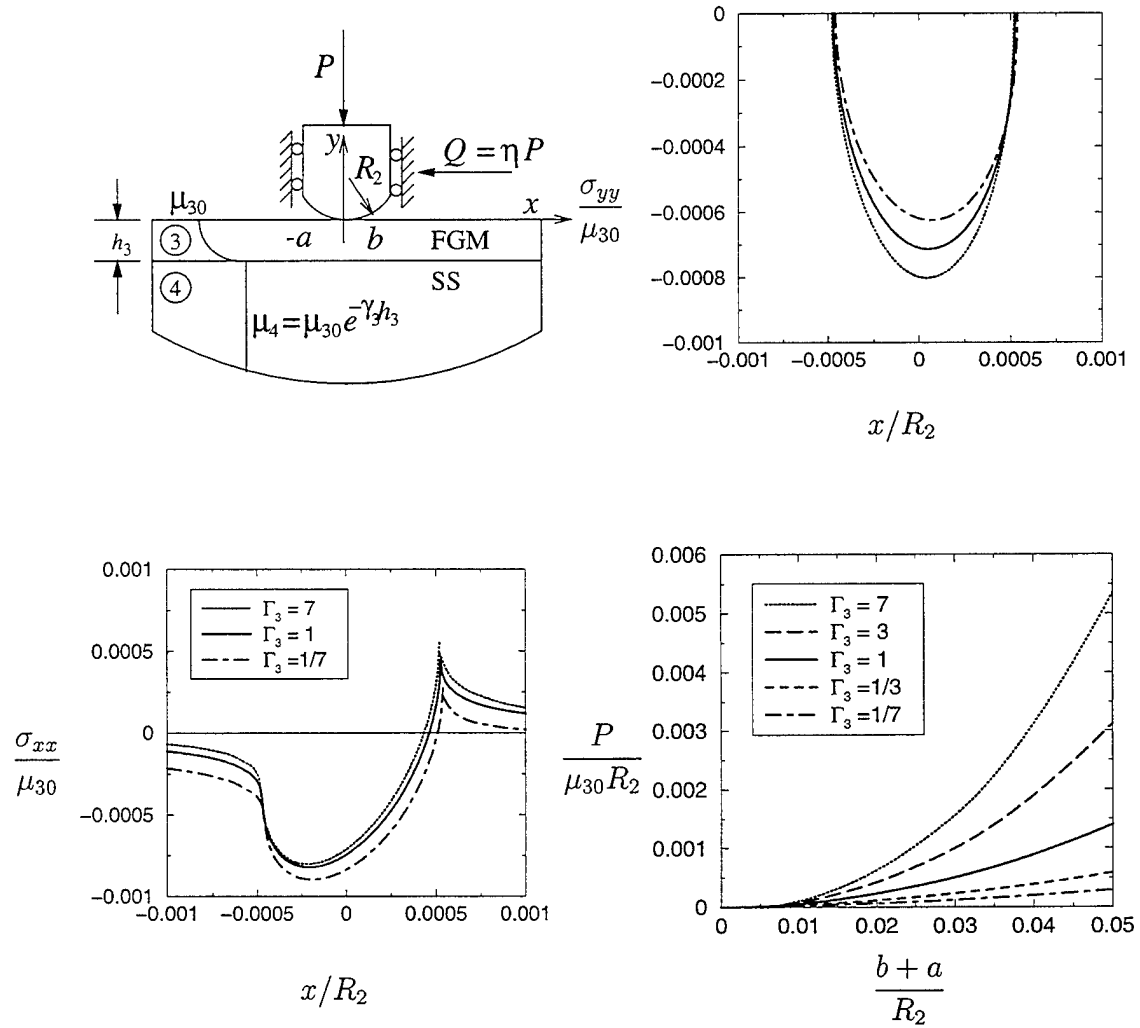 P
y
R₂
Q = ηP
μ₃₀
x
h₃
③
-a
b
FGM
④
SS
μ₄ = μ₃₀ e^{-γ₃h₃}
σ_yy
μ₃₀
0
−0.0002
−0.0004
−0.0006
−0.0008
−0.001
−0.001 −0.0005 0 0.0005 0.001
x/R₂
0.001
0.0005
0
−0.0005
−0.001
Γ₃ = 7
Γ₃ = 1
Γ₃ =1/7
σ_xx
μ₃₀
−0.001 −0.0005 0 0.0005 0.001
x/R₂
0.006
0.005
0.004
0.003
0.002
0.001
0
Γ₃ = 7
Γ₃ = 3
Γ₃ = 1
Γ₃ =1/3
Γ₃ =1/7
P
μ₃₀R₂
0 0.01 0.02 0.03 0.04 0.05
b + a
R₂